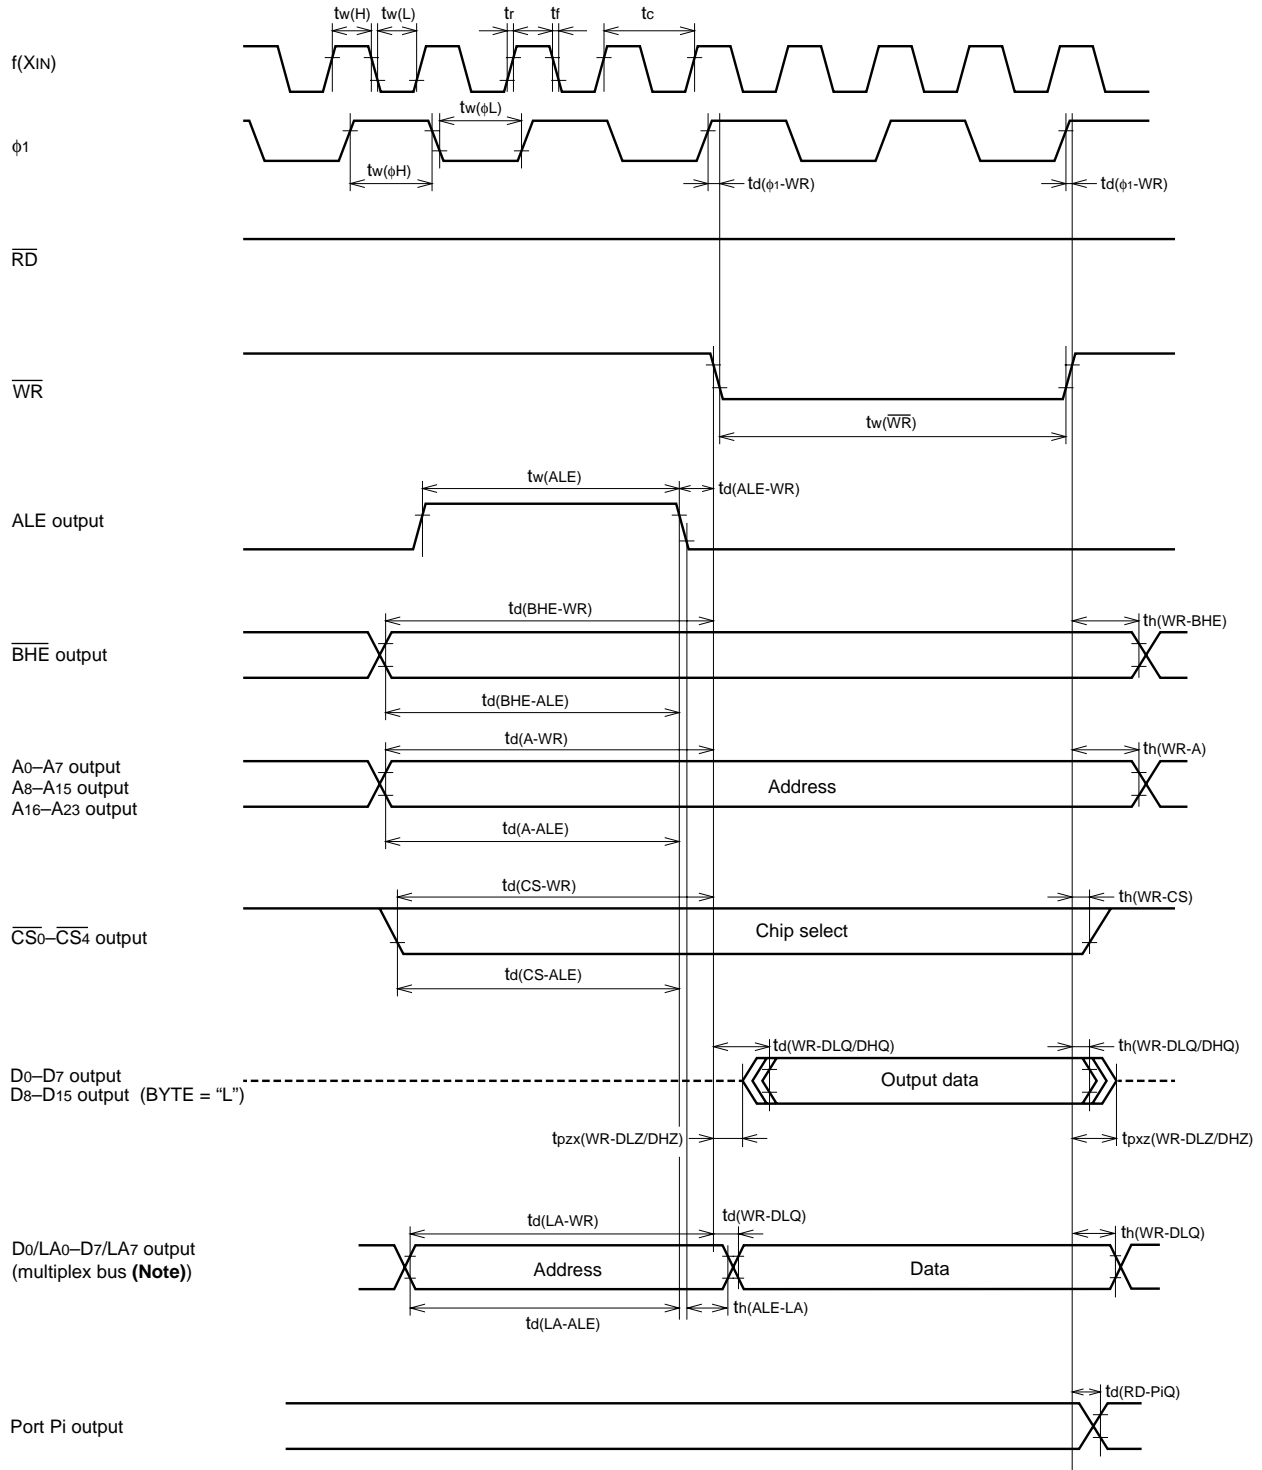 tw(H) tw(L) tr tf tc
f(XIN)
tw(ϕL)
ϕ1
tw(ϕH)
td(ϕ1-WR) td(ϕ1-WR)
RD
WR
tw(WR)
tw(ALE)
td(ALE-WR)
ALE output
td(BHE-WR)
th(WR-BHE)
BHE output
td(BHE-ALE)
td(A-WR)
th(WR-A)
A0–A7 output
A8–A15 output
Address
A16–A23 output
td(A-ALE)
td(CS-WR)
th(WR-CS)
Chip select
CS0–CS4 output
td(CS-ALE)
td(WR-DLQ/DHQ) th(WR-DLQ/DHQ)
D0–D7 output
Output data
D8–D15 output (BYTE = “L”)
tpzx(WR-DLZ/DHZ) tpxz(WR-DLZ/DHZ)
td(LA-WR) td(WR-DLQ)
th(WR-DLQ)
D0/LA0–D7/LA7 output
(multiplex bus (Note))
Address Data
th(ALE-LA)
td(LA-ALE)
td(RD-PiQ)
Port Pi output